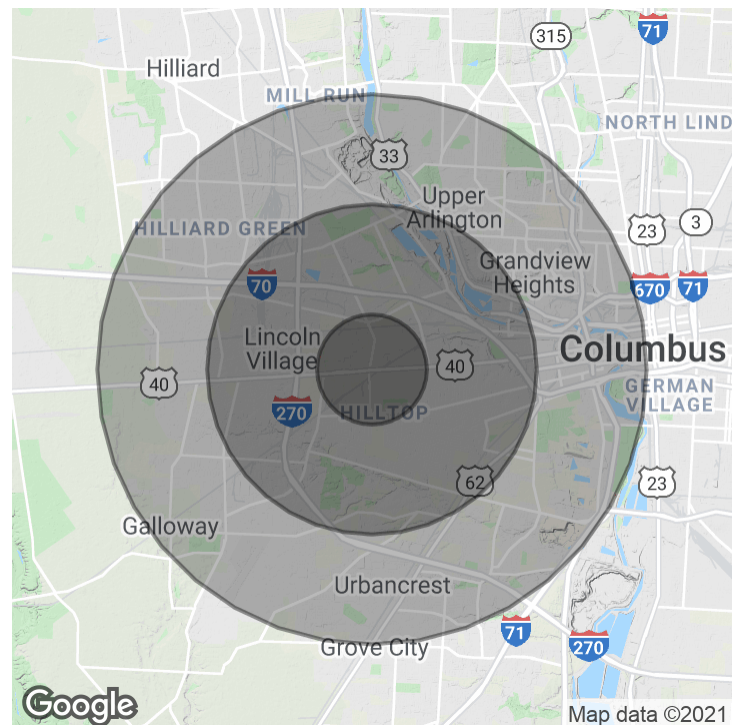 315
71
Hilliard
MILL RUN
NORTH LIND
33
Upper
Arlington
3
23
HILLIARD GREEN
Grandview
Heights
70
670
71
Lincoln
Village
Columbus
40
40
GERMAN
VILLAGE
270
HILLTOP
62
23
Galloway
Urbancrest
71
Grove City
270
Google
Map data ©2021